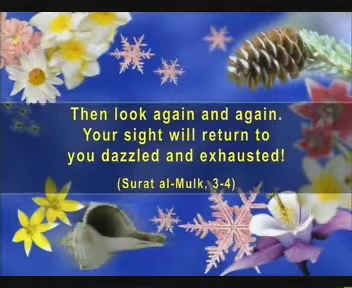 Then look again and again.
Your sight will return to
you dazzled and exhausted!
(Surat al-Mulk, 3-4)